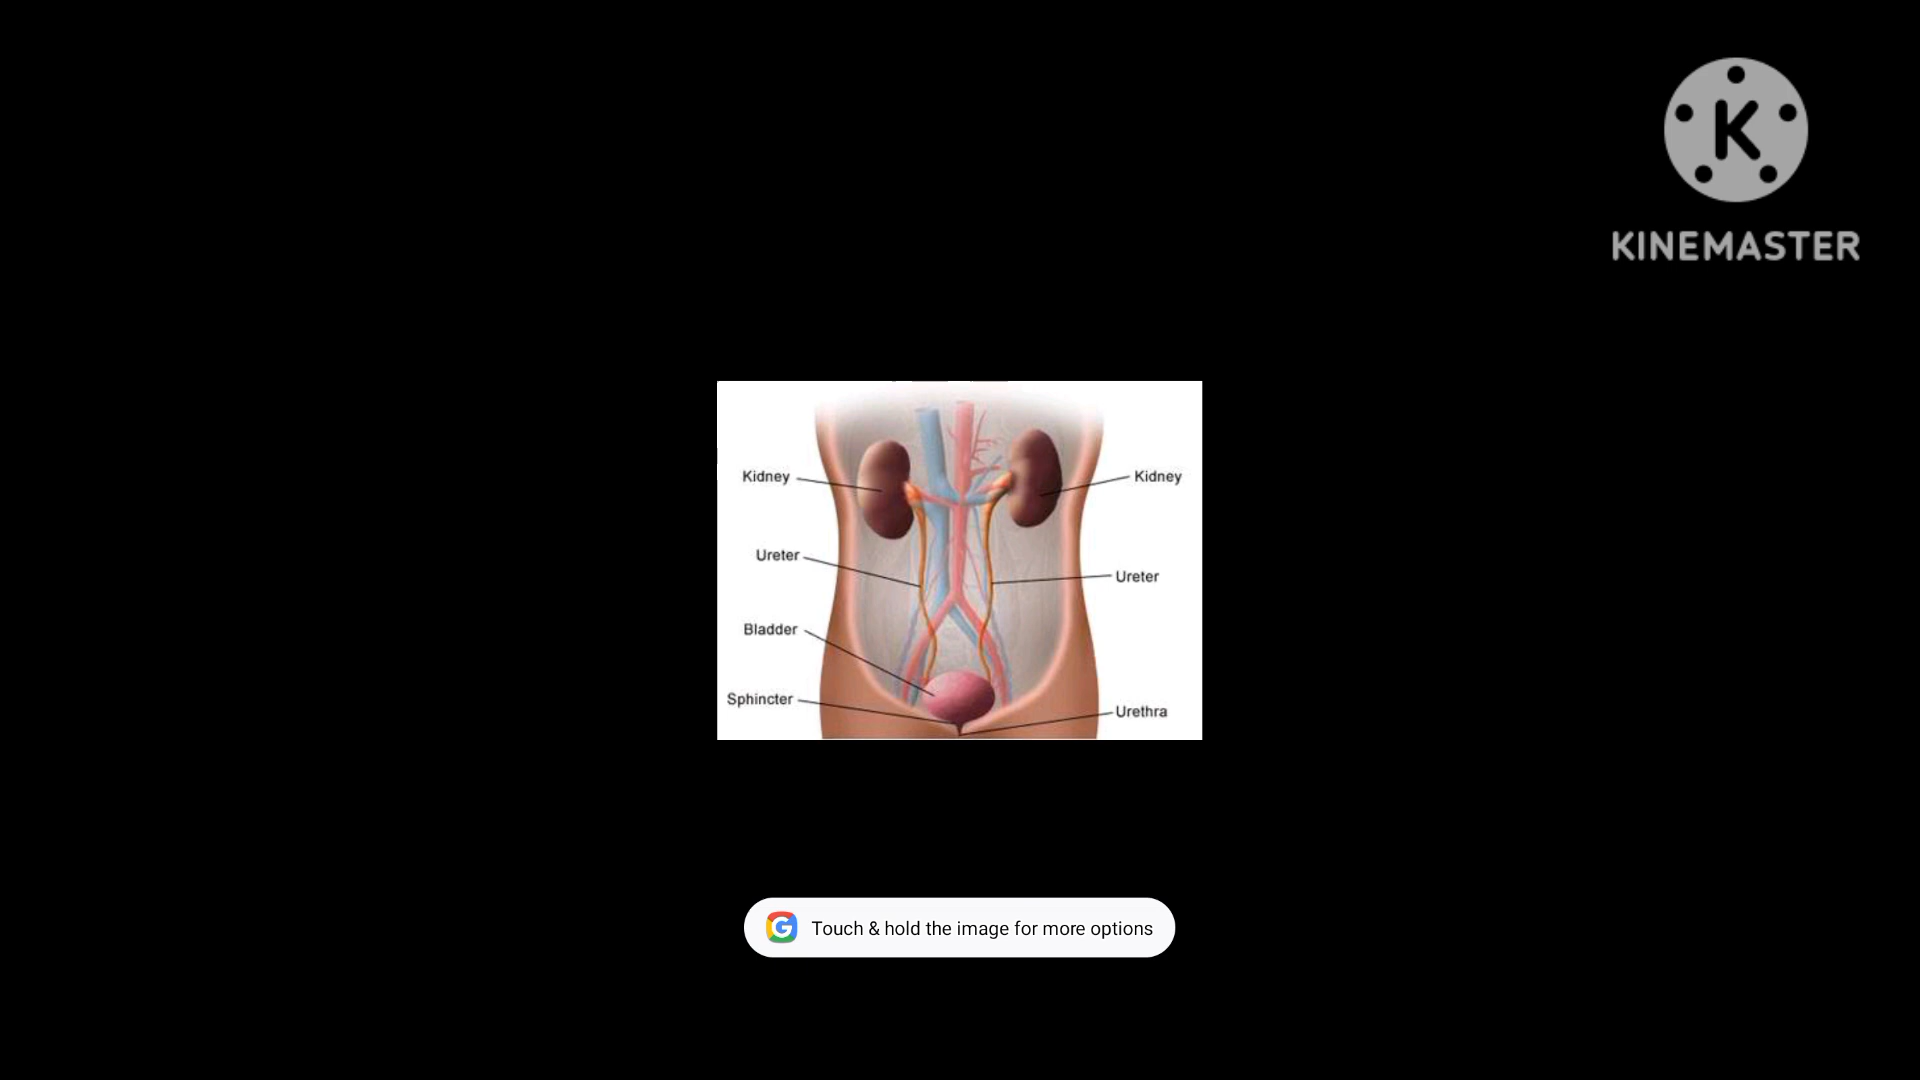 KINEMASTER
Kidney
Kidney
Ureter
Ureter
Bladder
Sphincter
Urethra
Touch & hold the image for more options